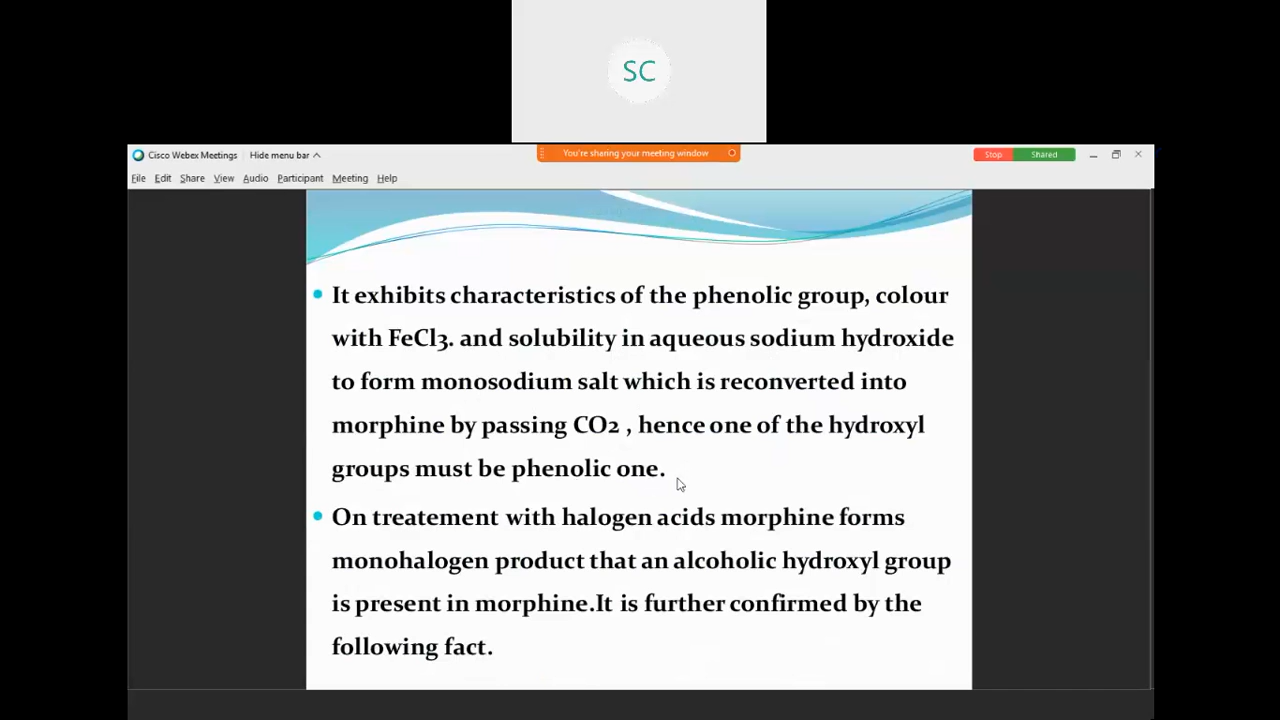 SC
Cisco Webex Meetings Hide menu bar
You're sharing your meeting window
Stop Shared
File Edit Share View Audio Participant Meeting Help
It exhibits characteristics of the phenolic group, colour
with FeCl3. and solubility in aqueous sodium hydroxide
to form monosodium salt which is reconverted into
morphine by passing CO2 , hence one of the hydroxyl
groups must be phenolic one.
On treatement with halogen acids morphine forms
monohalogen product that an alcoholic hydroxyl group
is present in morphine.It is further confirmed by the
following fact.